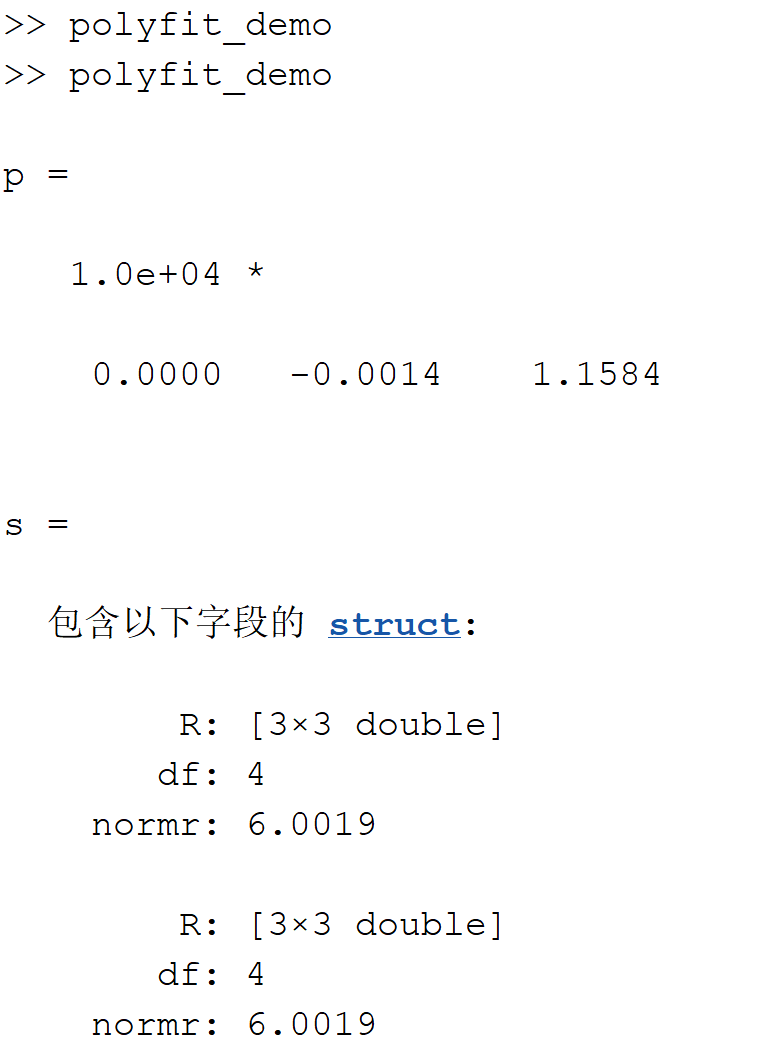 >> polyfit_demo
>> polyfit_demo
p =
1.0e+04 *
0.0000 -0.0014 1.1584
s =
包含以下字段的 struct:
R: [3×3 double]
df: 4
normr: 6.0019
R: [3×3 double]
df: 4
normr: 6.0019